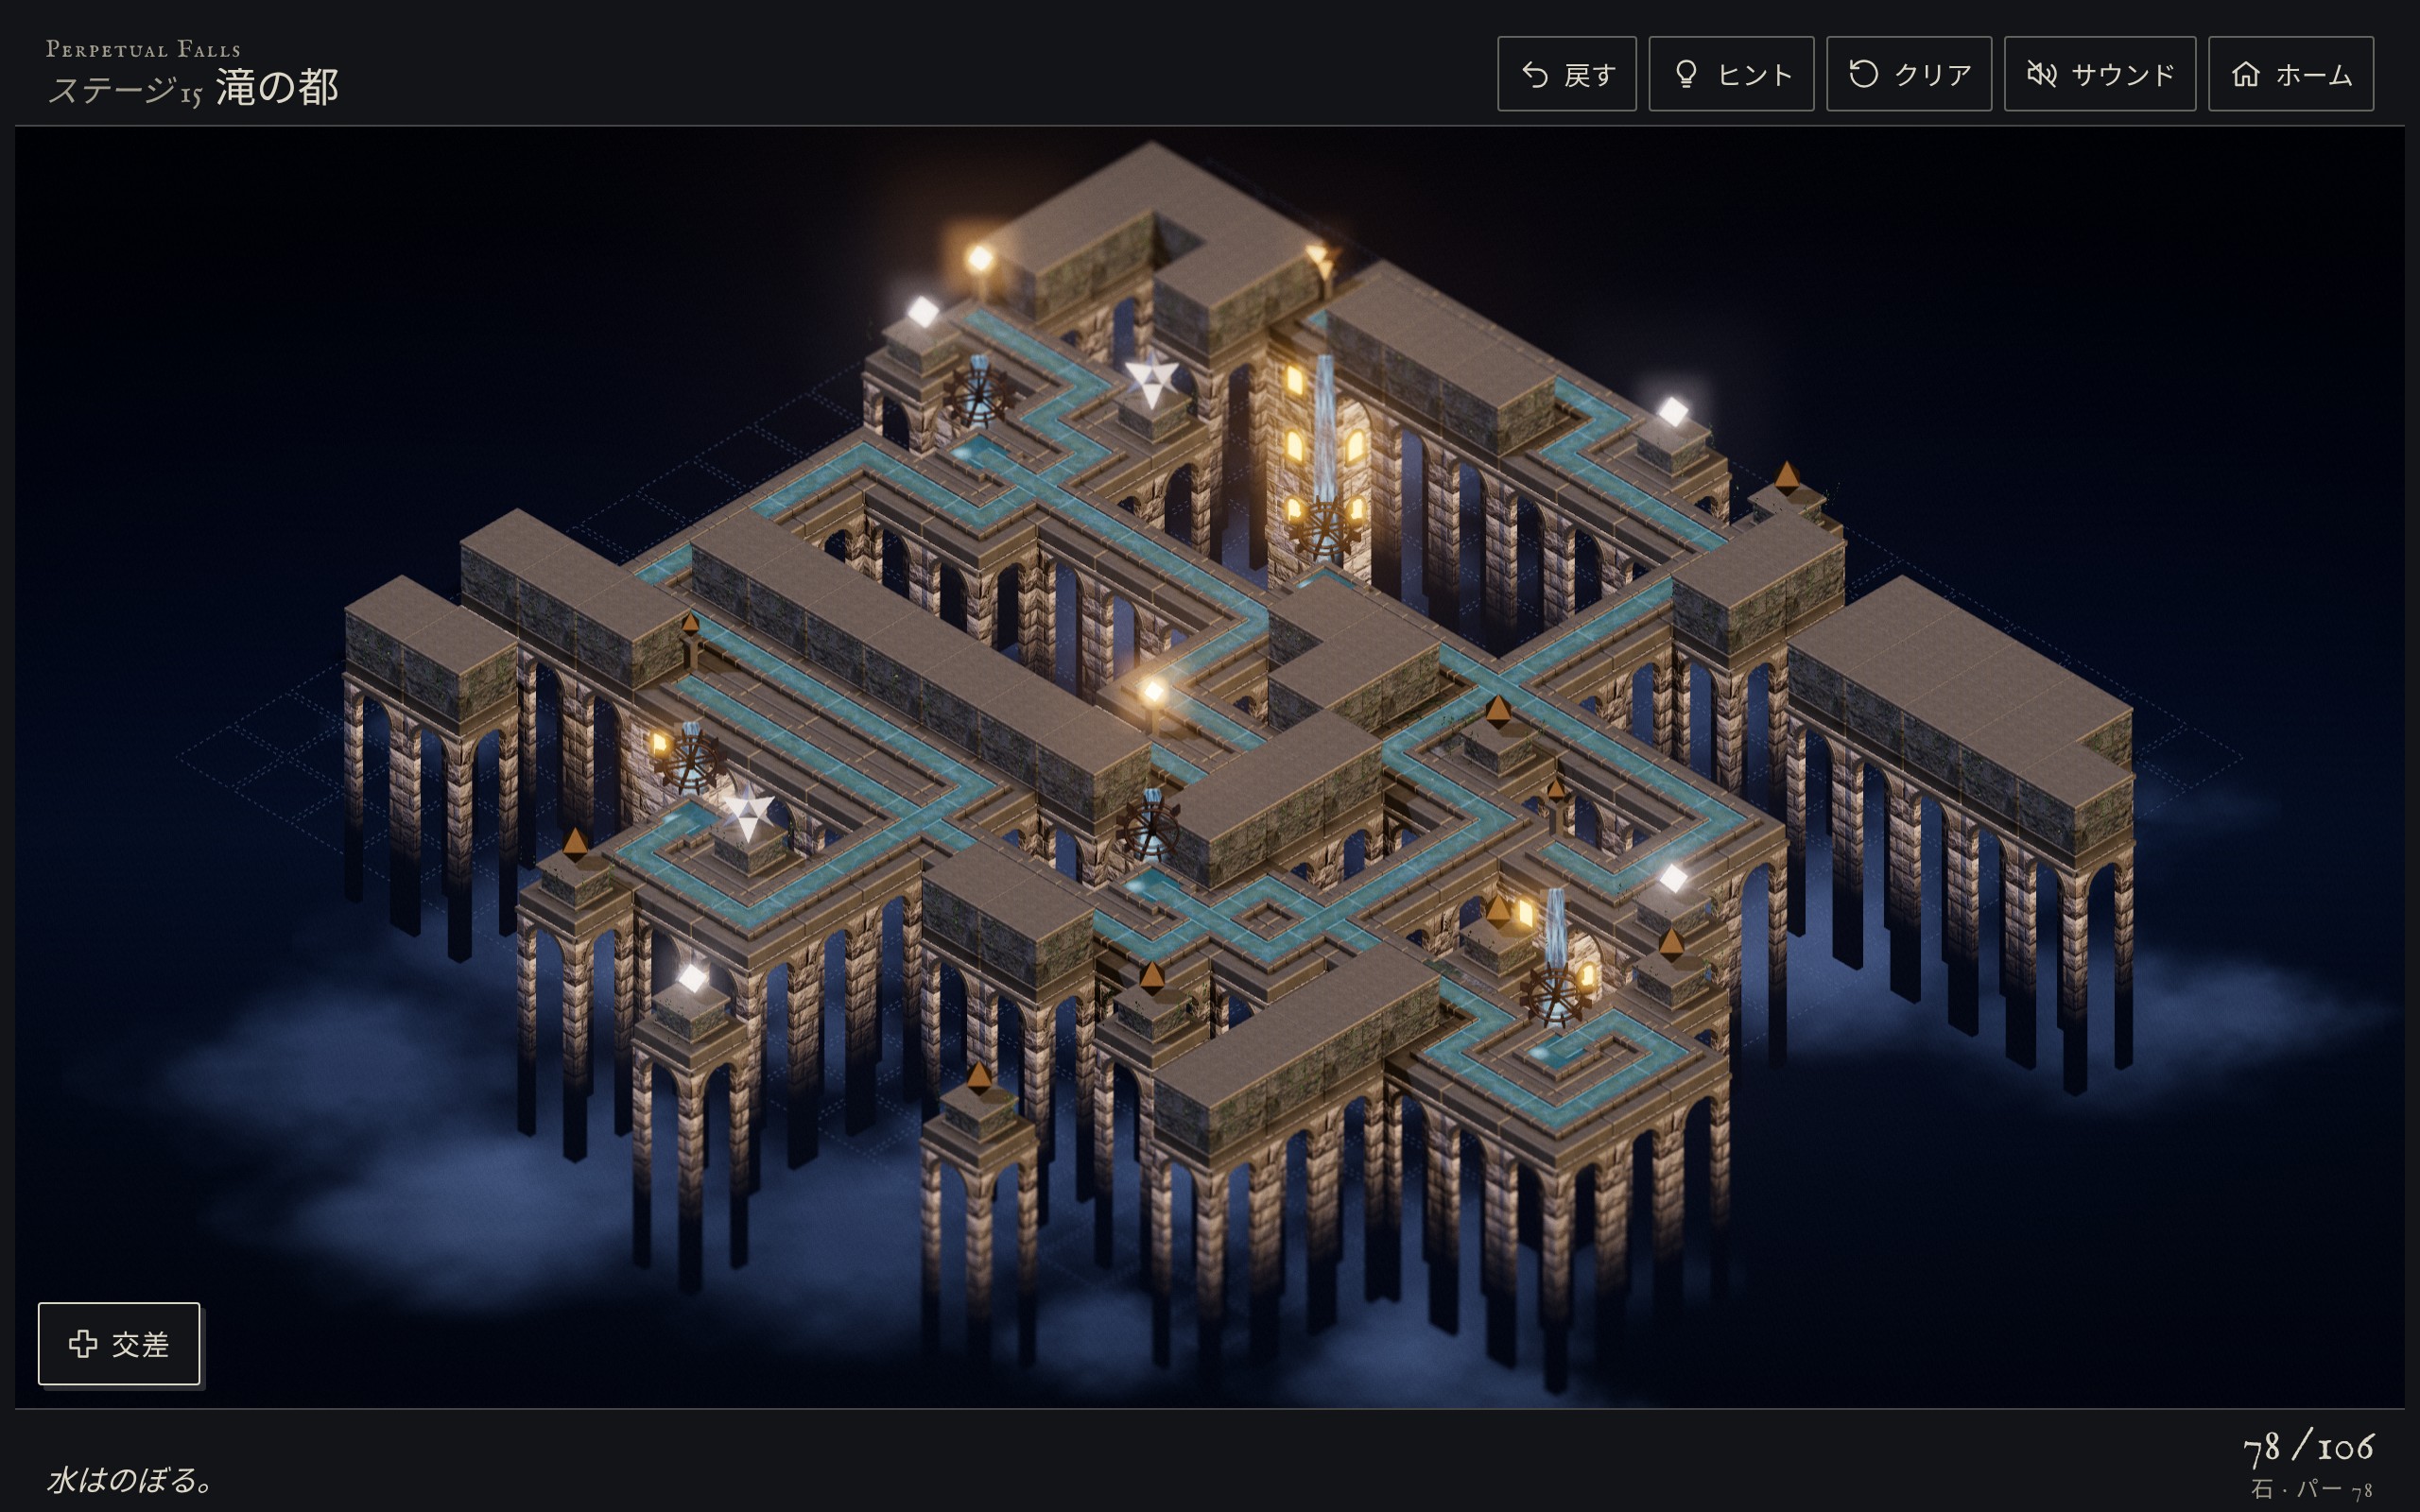 Perpetual Falls
ステージ15 滝の都
戻す
ヒント
クリア
サウンド
ホーム
交差
水はのぼる。
78 / 106
石 · パー 78